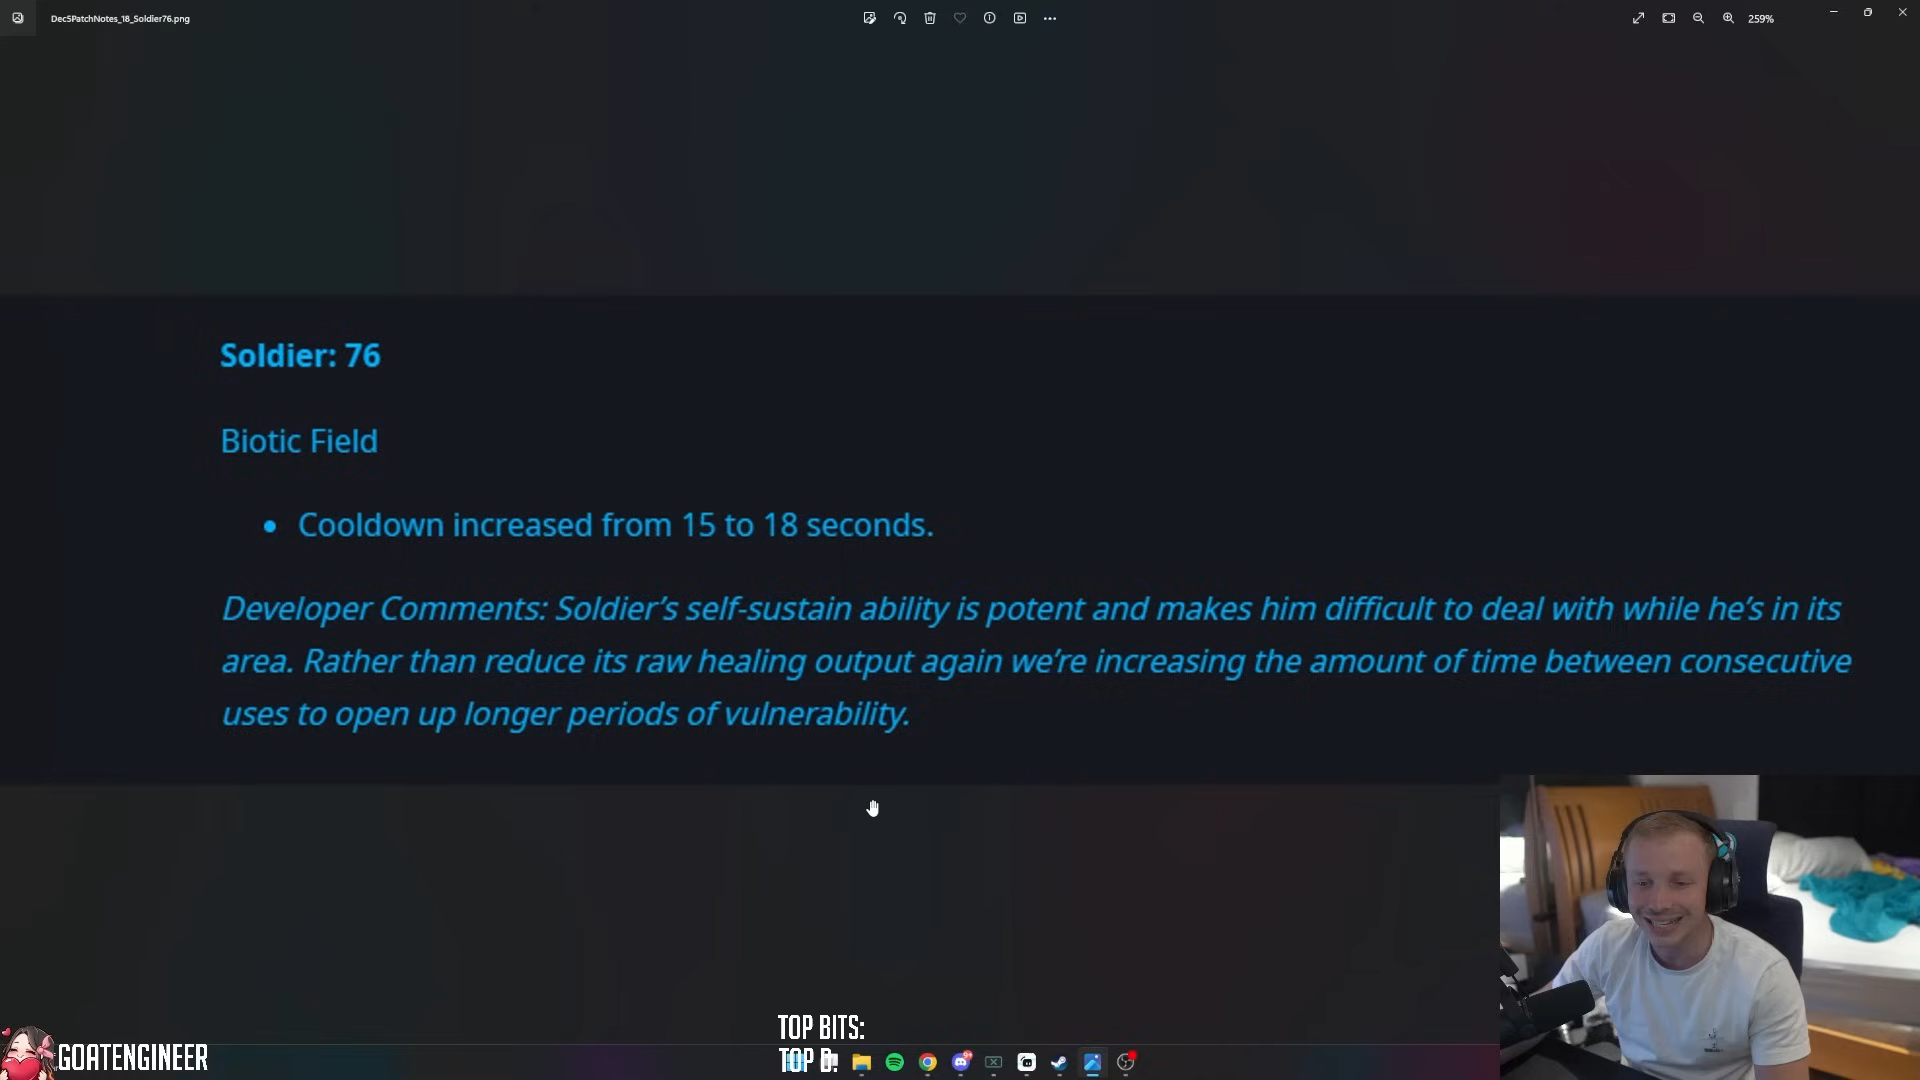 DecSPatchNotes_18_Soldier76.png
259%
Soldier: 76
Biotic Field
Cooldown increased from 15 to 18 seconds.
Developer Comments: Soldier's self-sustain ability is potent and makes him difficult to deal with while he's in its
area. Rather than reduce its raw healing output again we're increasing the amount of time between consecutive
uses to open up longer periods of vulnerability.
TOP BITS:
TOP D:
GOATENGINEER